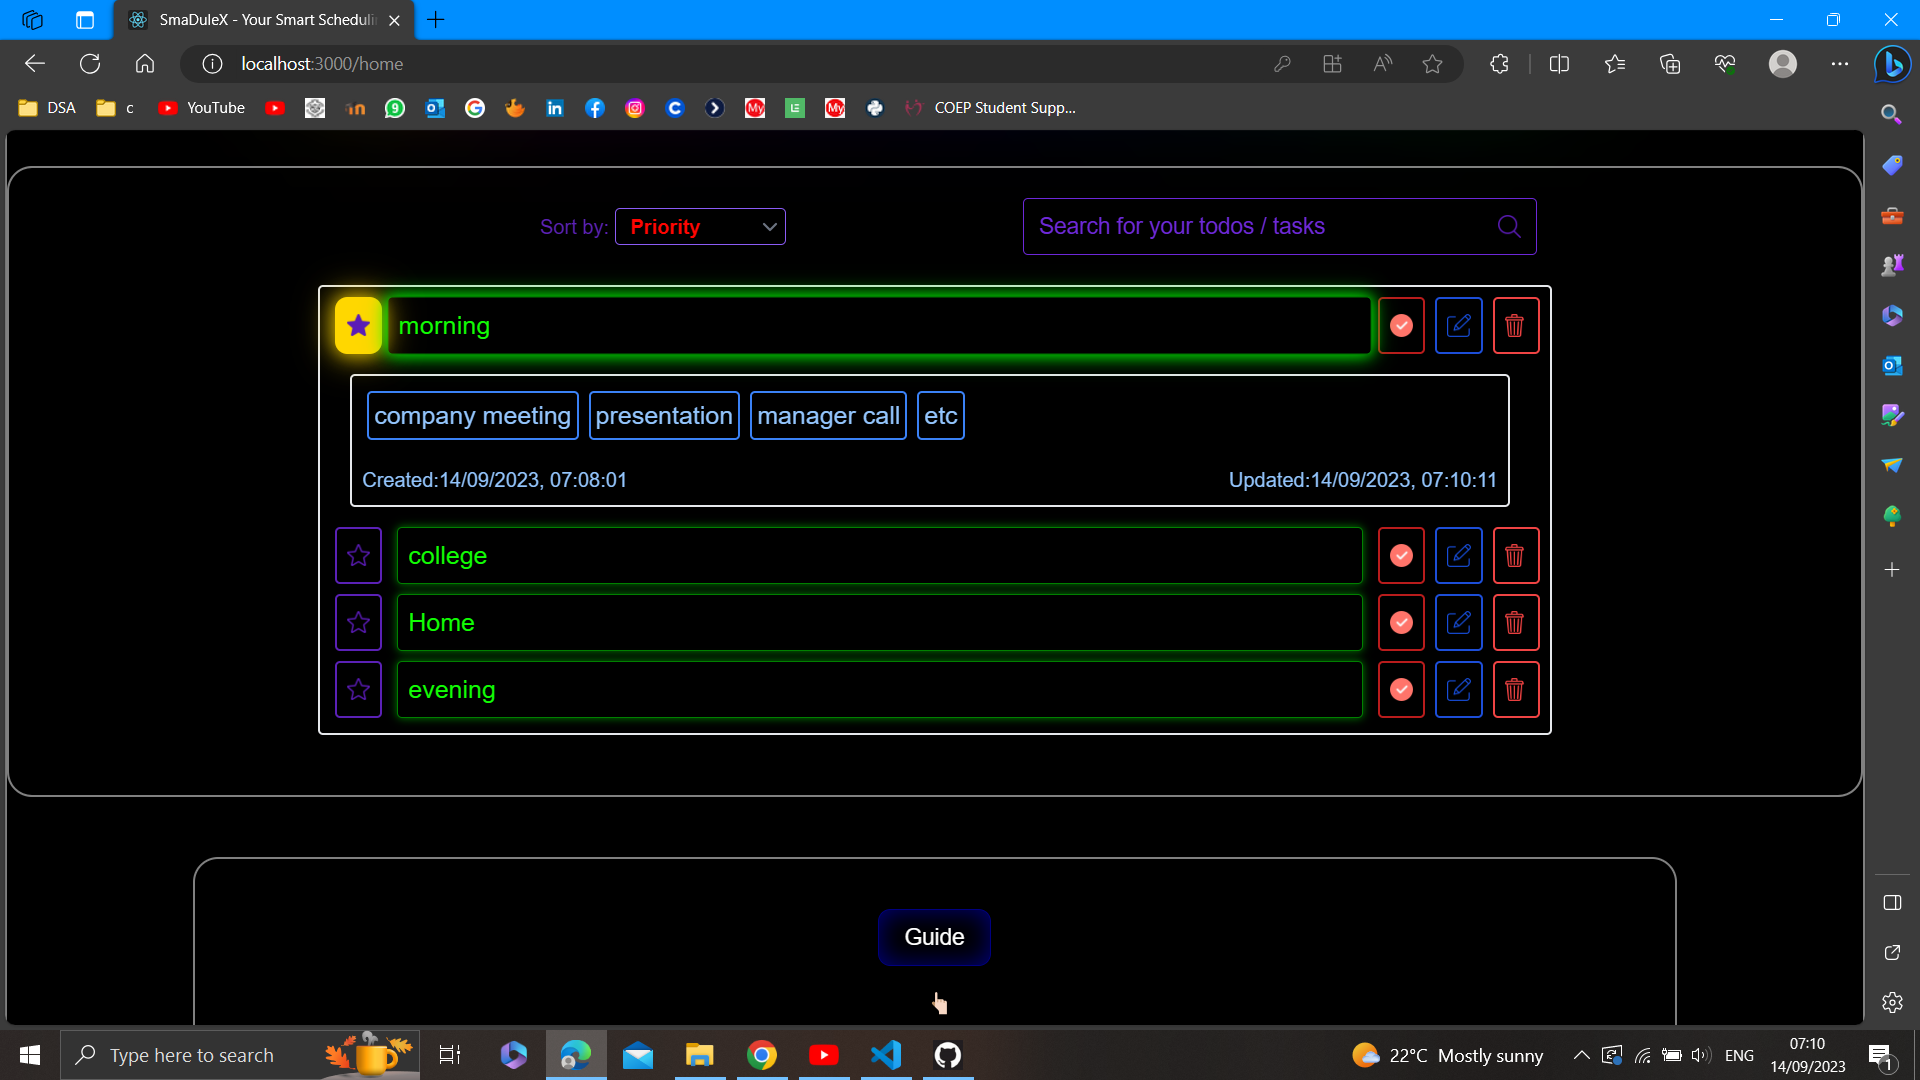 SmaDuleX - Your Smart Schedulin
localhost:3000/home
DSA
c
YouTube
COEP Student Supp...
Sort by: Priority
Search for your todos / tasks
morning
company meeting presentation manager call etc
Created:14/09/2023, 07:08:01 Updated:14/09/2023, 07:10:11
college
Home
evening
Guide
Type here to search
22°C Mostly sunny
ENG
07:10
14/09/2023
1